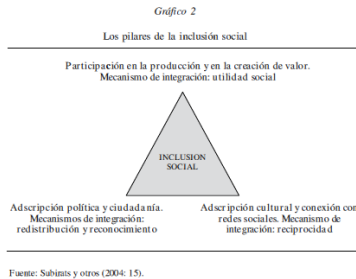 Gráfico 2
Los pilares de la inclusión social
Participación en la producción y en la creación de valor.
Mecanismo de integración: utilidad social
INCLUSION
SOCIAL
Adscripción política y ciudadanía.
Mecanismos de integración:
redistribución y reconocimiento
Adscripción cultural y conexión con
redes sociales. Mecanismo de
integración: reciprocidad
Fuente: Subirats y otros (2004: 15).